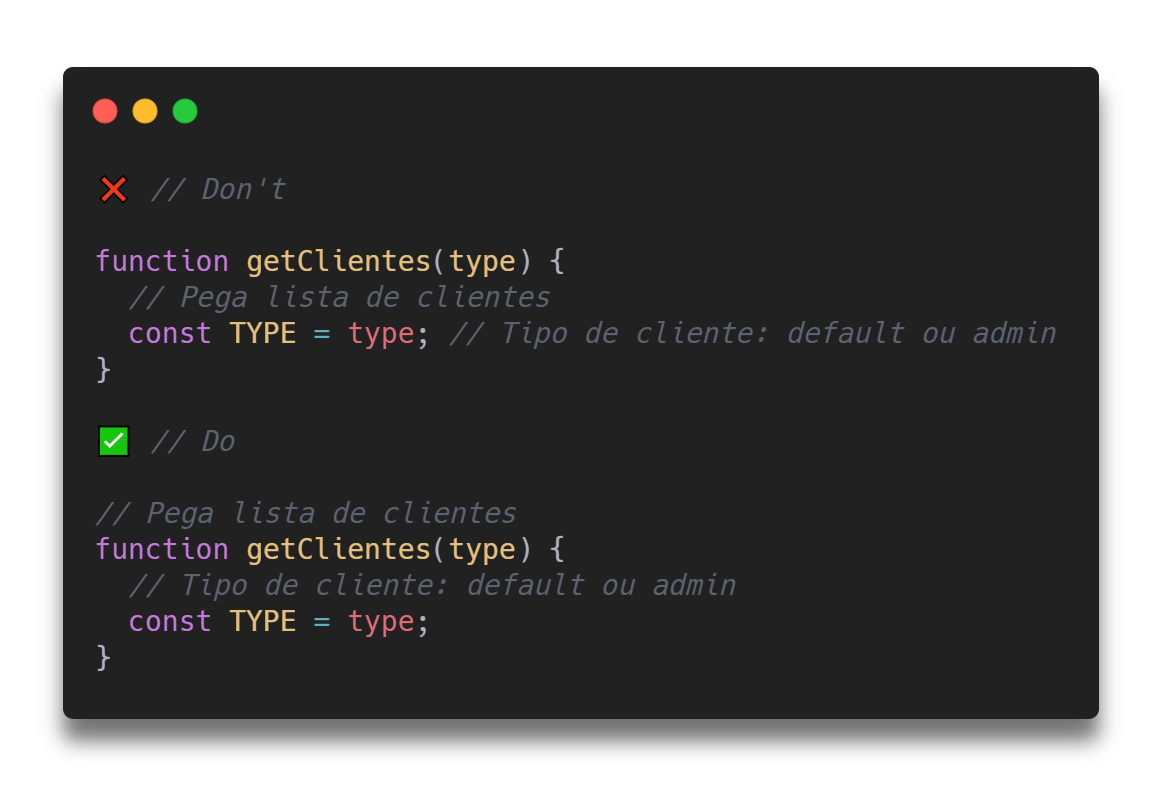 ❌ // Don't
function getClientes(type) {
  // Pega lista de clientes
  const TYPE = type; // Tipo de cliente: default ou admin
}
✅ // Do
// Pega lista de clientes
function getClientes(type) {
  // Tipo de cliente: default ou admin
  const TYPE = type;
}